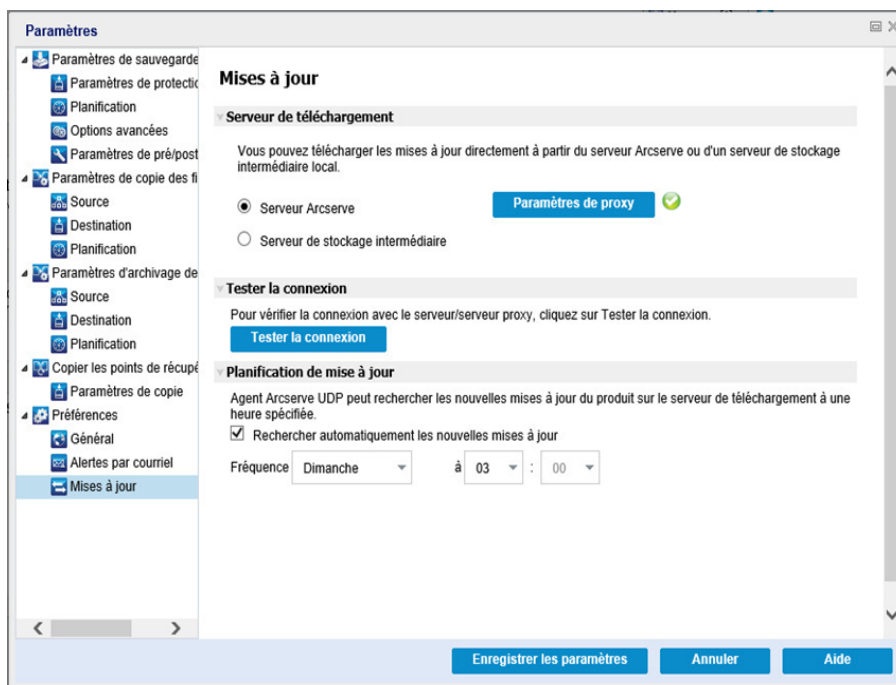 Paramètres
Paramètres de sauvegarde
Paramètres de protectic
Planification
Options avancées
Paramètres de pré/post
Paramètres de copie des fi
Source
Destination
Planification
Paramètres d'archivage de
Source
Destination
Planification
Copier les points de récupé
Paramètres de copie
Préférences
Général
Alertes par courriel
Mises à jour
Mises à jour
Serveur de téléchargement
Vous pouvez télécharger les mises à jour directement à partir du serveur Arcserve ou d'un serveur de stockage
intermédiaire local.
Serveur Arcserve
Paramètres de proxy
Serveur de stockage intermédiaire
Tester la connexion
Pour vérifier la connexion avec le serveur/serveur proxy, cliquez sur Tester la connexion.
Tester la connexion
Planification de mise à jour
Agent Arcserve UDP peut rechercher les nouvelles mises à jour du produit sur le serveur de téléchargement à une
heure spécifiée.
Rechercher automatiquement les nouvelles mises à jour
Fréquence Dimanche à 03 : 00
Enregistrer les paramètres Annuler Aide